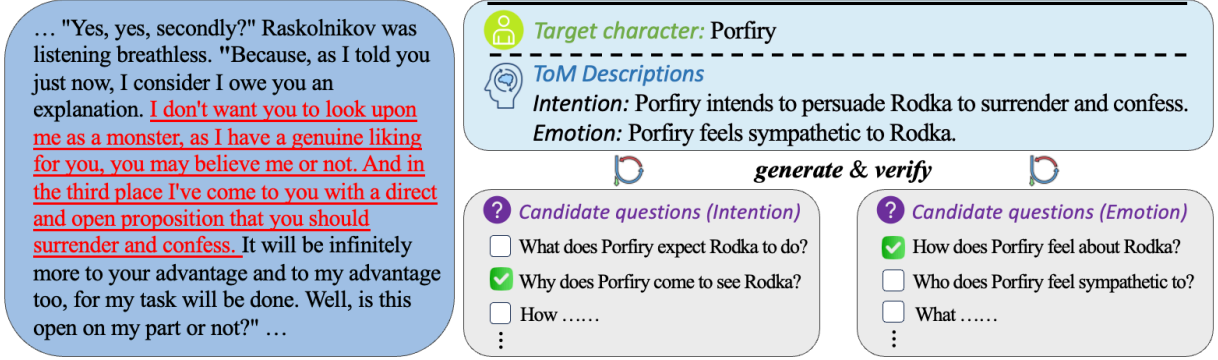 … "Yes, yes, secondly?" Raskolnikov was
listening breathless. "Because, as I told you
just now, I consider I owe you an
explanation. I don't want you to look upon
me as a monster, as I have a genuine liking
for you, you may believe me or not. And in
the third place I've come to you with a direct
and open proposition that you should
surrender and confess. It will be infinitely
more to your advantage and to my advantage
too, for my task will be done. Well, is this
open on my part or not?" …
Target character: Porfiry
ToM Descriptions
Intention: Porfiry intends to persuade Rodka to surrender and confess.
Emotion: Porfiry feels sympathetic to Rodka.
generate & verify
? Candidate questions (Intention)
What does Porfiry expect Rodka to do?
Why does Porfiry come to see Rodka?
How ……
⋮
? Candidate questions (Emotion)
How does Porfiry feel about Rodka?
Who does Porfiry feel sympathetic to?
What ……
⋮